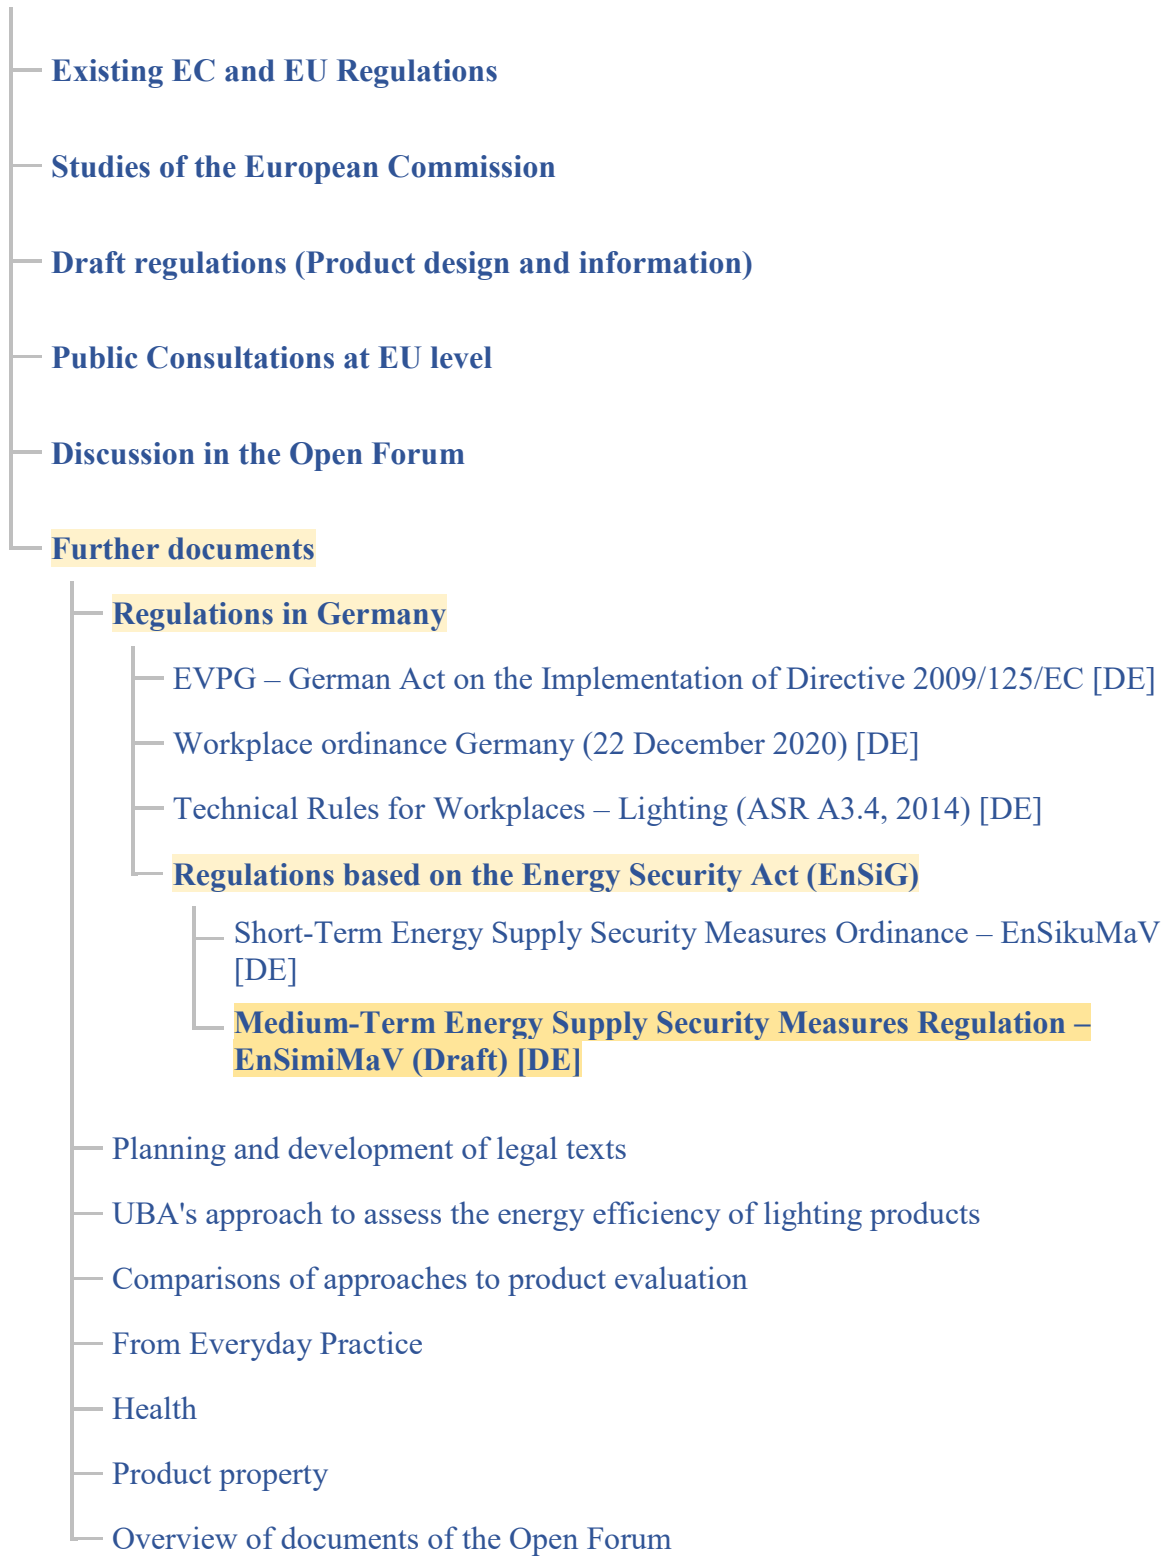 Existing EC and EU Regulations
Studies of the European Commission
Draft regulations (Product design and information)
Public Consultations at EU level
Discussion in the Open Forum
Further documents
Regulations in Germany
EVPG – German Act on the Implementation of Directive 2009/125/EC [DE]
Workplace ordinance Germany (22 December 2020) [DE]
Technical Rules for Workplaces – Lighting (ASR A3.4, 2014) [DE]
Regulations based on the Energy Security Act (EnSiG)
Short-Term Energy Supply Security Measures Ordinance – EnSikuMaV
[DE]
Medium-Term Energy Supply Security Measures Regulation –
EnSimiMaV (Draft) [DE]
Planning and development of legal texts
UBA's approach to assess the energy efficiency of lighting products
Comparisons of approaches to product evaluation
From Everyday Practice
Health
Product property
Overview of documents of the Open Forum